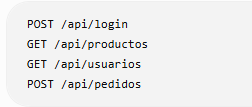 POST /api/login
GET /api/productos
GET /api/usuarios
POST /api/pedidos